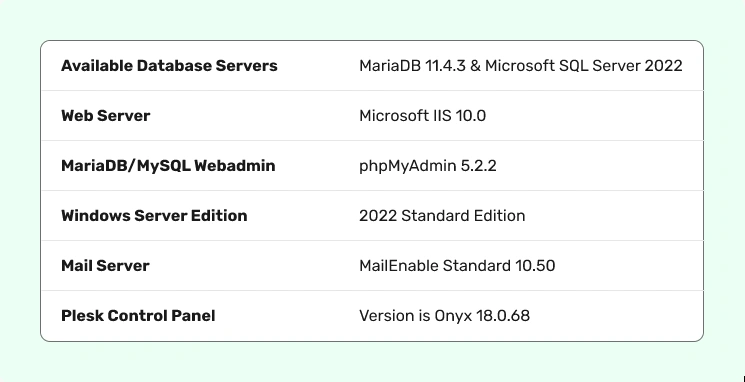 Available Database Servers MariaDB 11.4.3 & Microsoft SQL Server 2022
Web Server Microsoft IIS 10.0
MariaDB/MySQL Webadmin phpMyAdmin 5.2.2
Windows Server Edition 2022 Standard Edition
Mail Server MailEnable Standard 10.50
Plesk Control Panel Version is Onyx 18.0.68